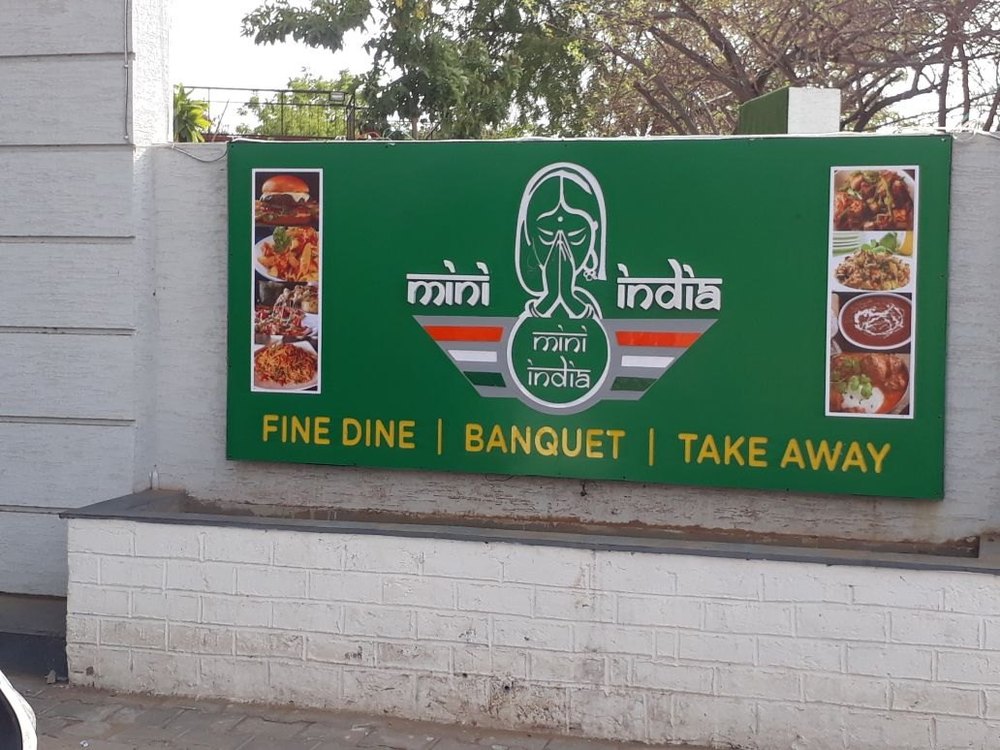 mini india
mini
india
FINE DINE | BANQUET | TAKE AWAY